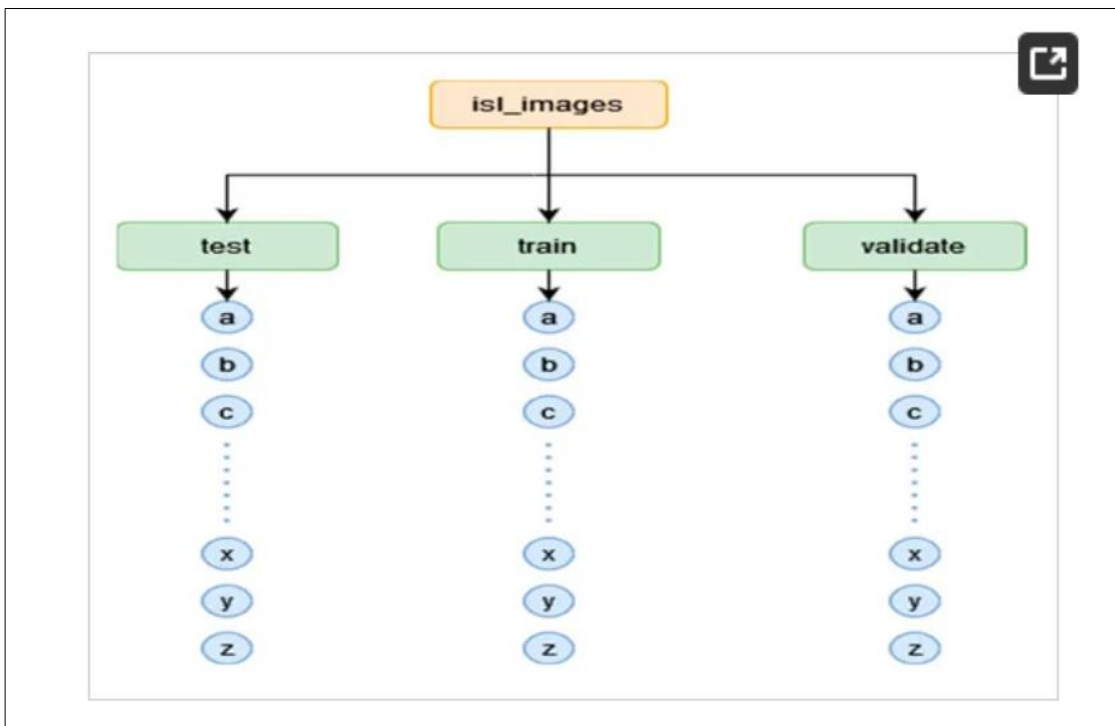 isl_images
test train validate
a a a
b b b
c c c
x x x
y y y
z z z